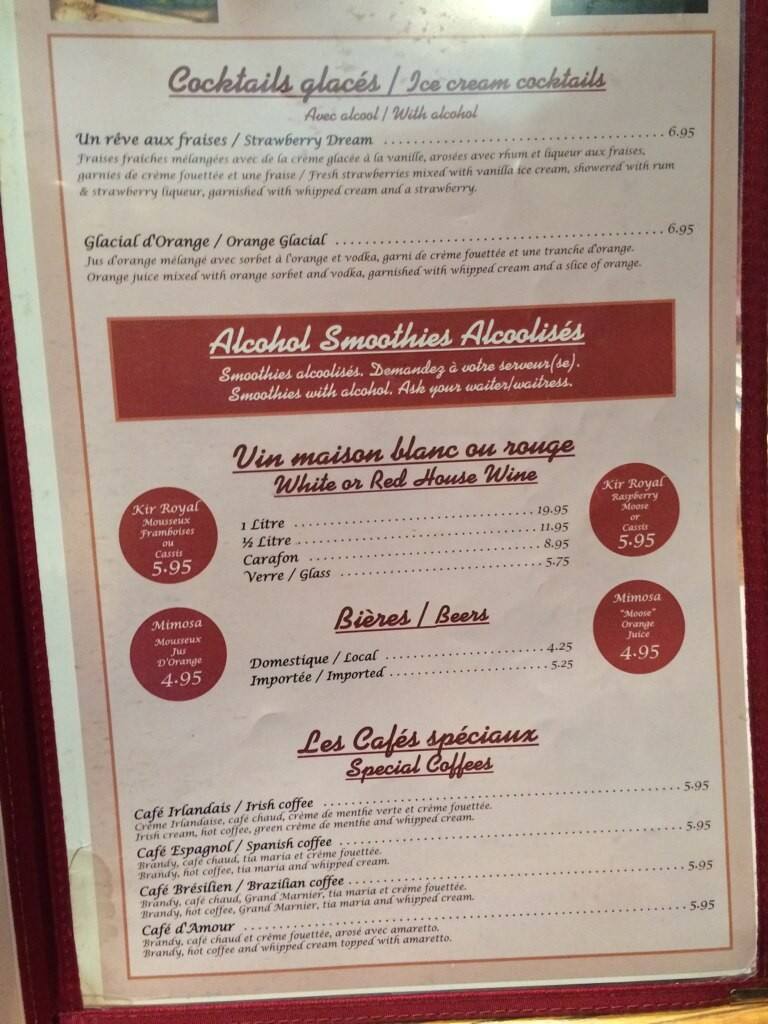 Cocktails glacés / Ice cream cocktails
Avec alcool / With alcohol
Un rêve aux fraises / Strawberry Dream ........................................ 6.95
Fraises fraîches mélangées avec de la crème glacée à la vanille, arosées avec rhum et liqueur aux fraises,
garnies de crème fouettée et une fraise / Fresh strawberries mixed with vanilla ice cream, showered with rum
& strawberry liqueur, garnished with whipped cream and a strawberry.
Glacial d'Orange / Orange Glacial ................................................ 6.95
Jus d'orange mélangé avec sorbet à l'orange et vodka, garni de crème fouettée et une tranche d'orange.
Orange juice mixed with orange sorbet and vodka, garnished with whipped cream and a slice of orange.
Alcohol Smoothies Alcoolisés
Smoothies alcoolisés. Demandez à votre serveur(se).
Smoothies with alcohol. Ask your waiter/waitress.
Vin maison blanc ou rouge
White or Red House Wine
1 Litre ................................... 19.95
½ Litre ................................... 11.95
Carafon ................................. 8.95
Verre / Glass ............................ 5.75
Kir Royal
Mousseux
Framboises
ou
Cassis
5.95
Kir Royal
Raspberry
Moose
or
Cassis
5.95
Bières / Beers
Domestique / Local ....................... 4.25
Importée / Imported ....................... 5.25
Mimosa
Mousseux
Jus
D'Orange
4.95
Mimosa
"Moose"
Orange
Juice
4.95
Les Cafés spéciaux
Special Coffees
Café Irlandais / Irish coffee .................................................... 5.95
Crème Irlandaise, café chaud, crème de menthe verte et crème fouettée.
Irish cream, hot coffee, green crème de menthe and whipped cream.
Café Espagnol / Spanish coffee ................................................ 5.95
Brandy, café chaud, tia maria et crème fouettée.
Brandy, hot coffee, tia maria and whipped cream.
Café Brésilien / Brazilian coffee ............................................... 5.95
Brandy, café chaud, Grand Marnier, tia maria et crème fouettée.
Brandy, hot coffee, Grand Marnier, tia maria and whipped cream.
Café d'Amour ................................................................ 5.95
Brandy, café chaud et crème fouettée, arosé avec amaretto.
Brandy, hot coffee and whipped cream topped with amaretto.